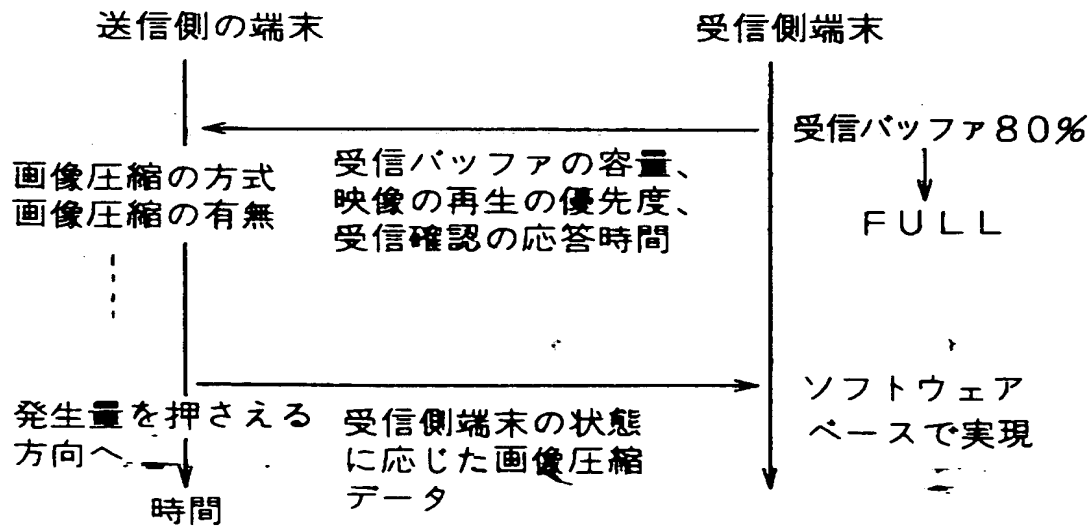 送信側の端末
受信側端末
受信バッファ80%
FULL
画像圧縮の方式
画像圧縮の有無
受信バッファの容量、
映像の再生の優先度、
受信確認の応答時間
発生量を押さえる
方向へ
受信側端末の状態
に応じた画像圧縮
データ
ソフトウェア
ベースで実現
時間